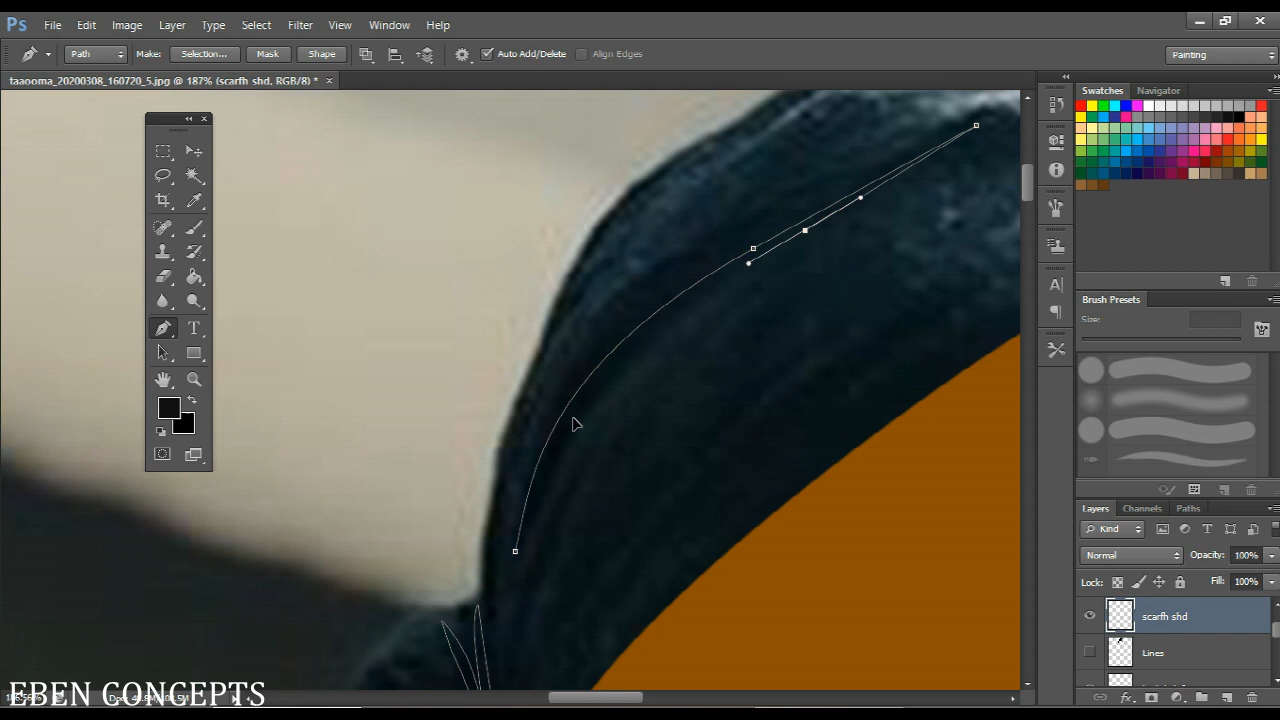 Ps File Edit Image Layer Type Select Filter View Window Help
Path Make: Selection... Mask Shape Auto Add/Delete Align Edges Painting
taaooma_20200308_160720_5.jpg @ 187% (scarfh shd, RGB/8) *
Swatches Navigator
Brush Presets
Size:
Layers Channels Paths
Kind
Normal Opacity: 100%
Lock: Fill: 100%
scarfh shd
Lines
EBEN CONCEPTS